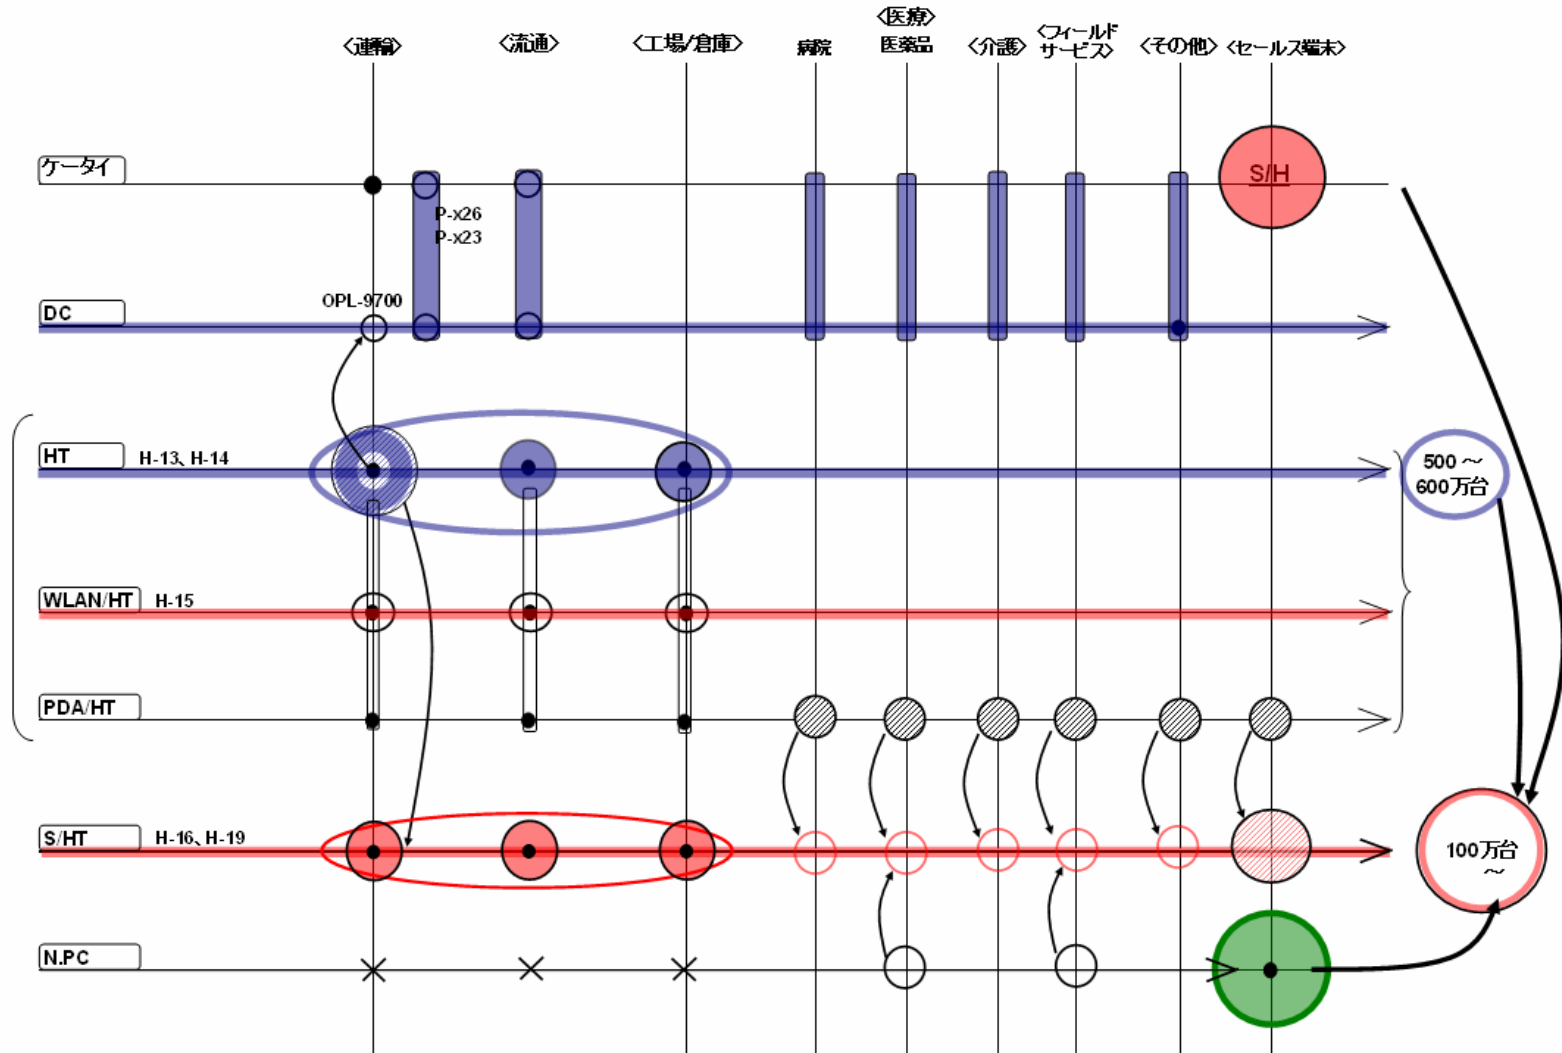 〈医療〉
〈運輸〉
〈流通〉
〈工場/倉庫〉
病院
医薬品
〈介護〉
〈フィールド
サービス〉
〈その他〉
〈セールス端末〉
ケータイ
S/H
P-x26
P-x23
OPL-9700
DC
HT
H-13、H-14
500 ～
600万台
WLAN/HT
H-15
PDA/HT
S/HT
H-16、H-19
100万台
～
N.PC